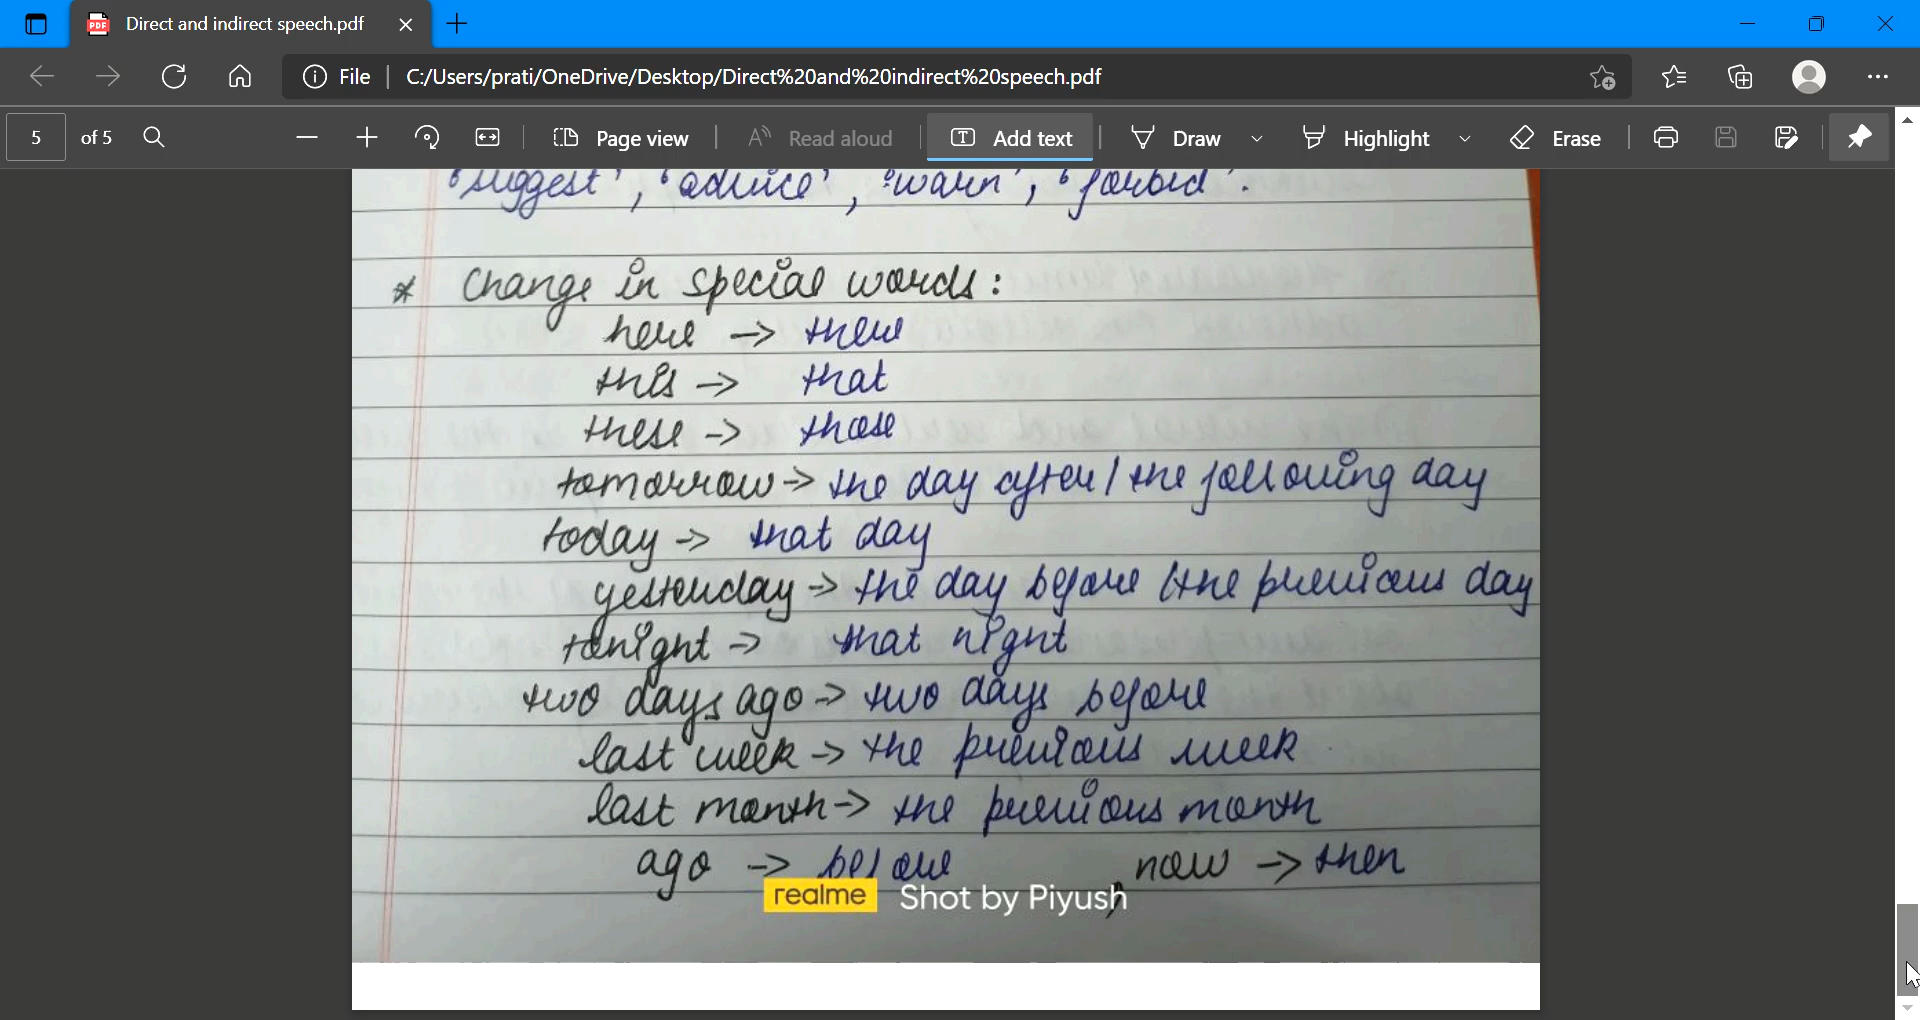 Direct and indirect speech.pdf
File C:/Users/prati/OneDrive/Desktop/Direct%20and%20indirect%20speech.pdf
5 of 5 Page view Read aloud Add text Draw Highlight Erase
'suggest', 'advice', 'warn', 'forbid'.
* Change in special words:
here -> there
this -> that
these -> those
tomorrow -> the day after / the following day
today -> that day
yesterday -> the day before / the previous day
tonight -> that night
two days ago -> two days before
last week -> the previous week
last month -> the previous month
ago -> before , now -> then
realme Shot by Piyush